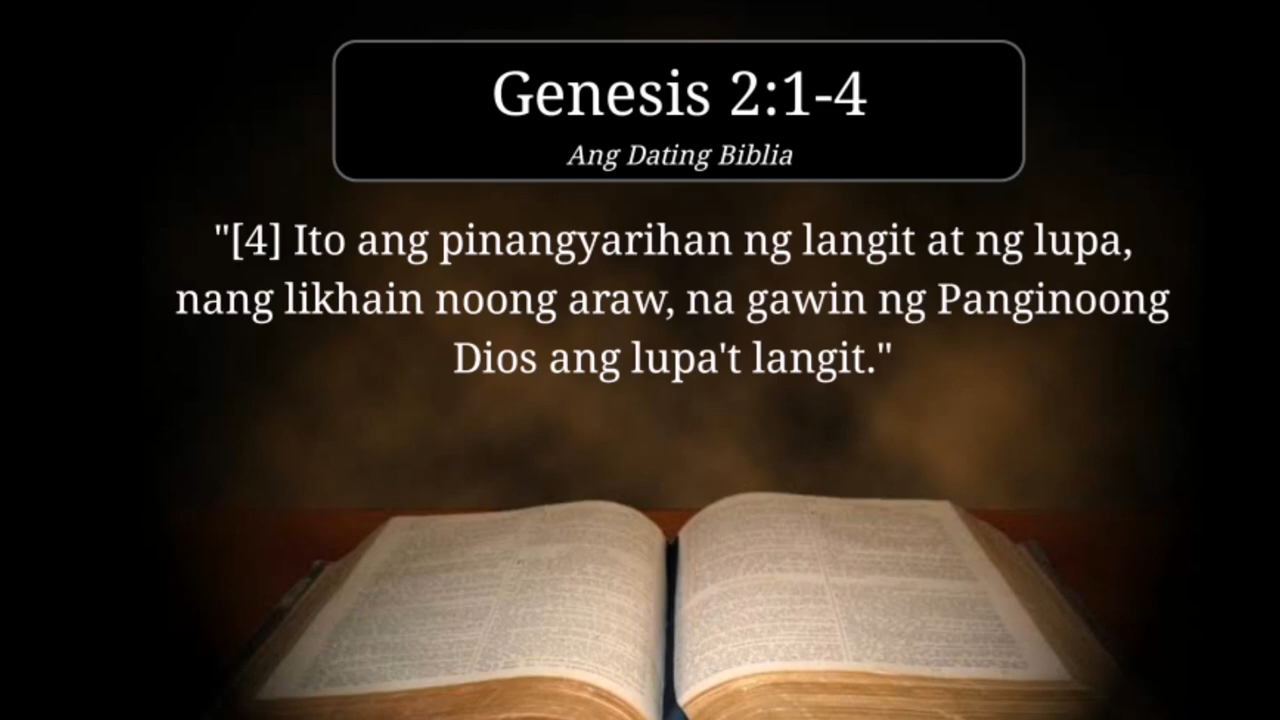 Genesis 2:1-4
Ang Dating Biblia
"[4] Ito ang pinangyarihan ng langit at ng lupa,
nang likhain noong araw, na gawin ng Panginoong
Dios ang lupa't langit."